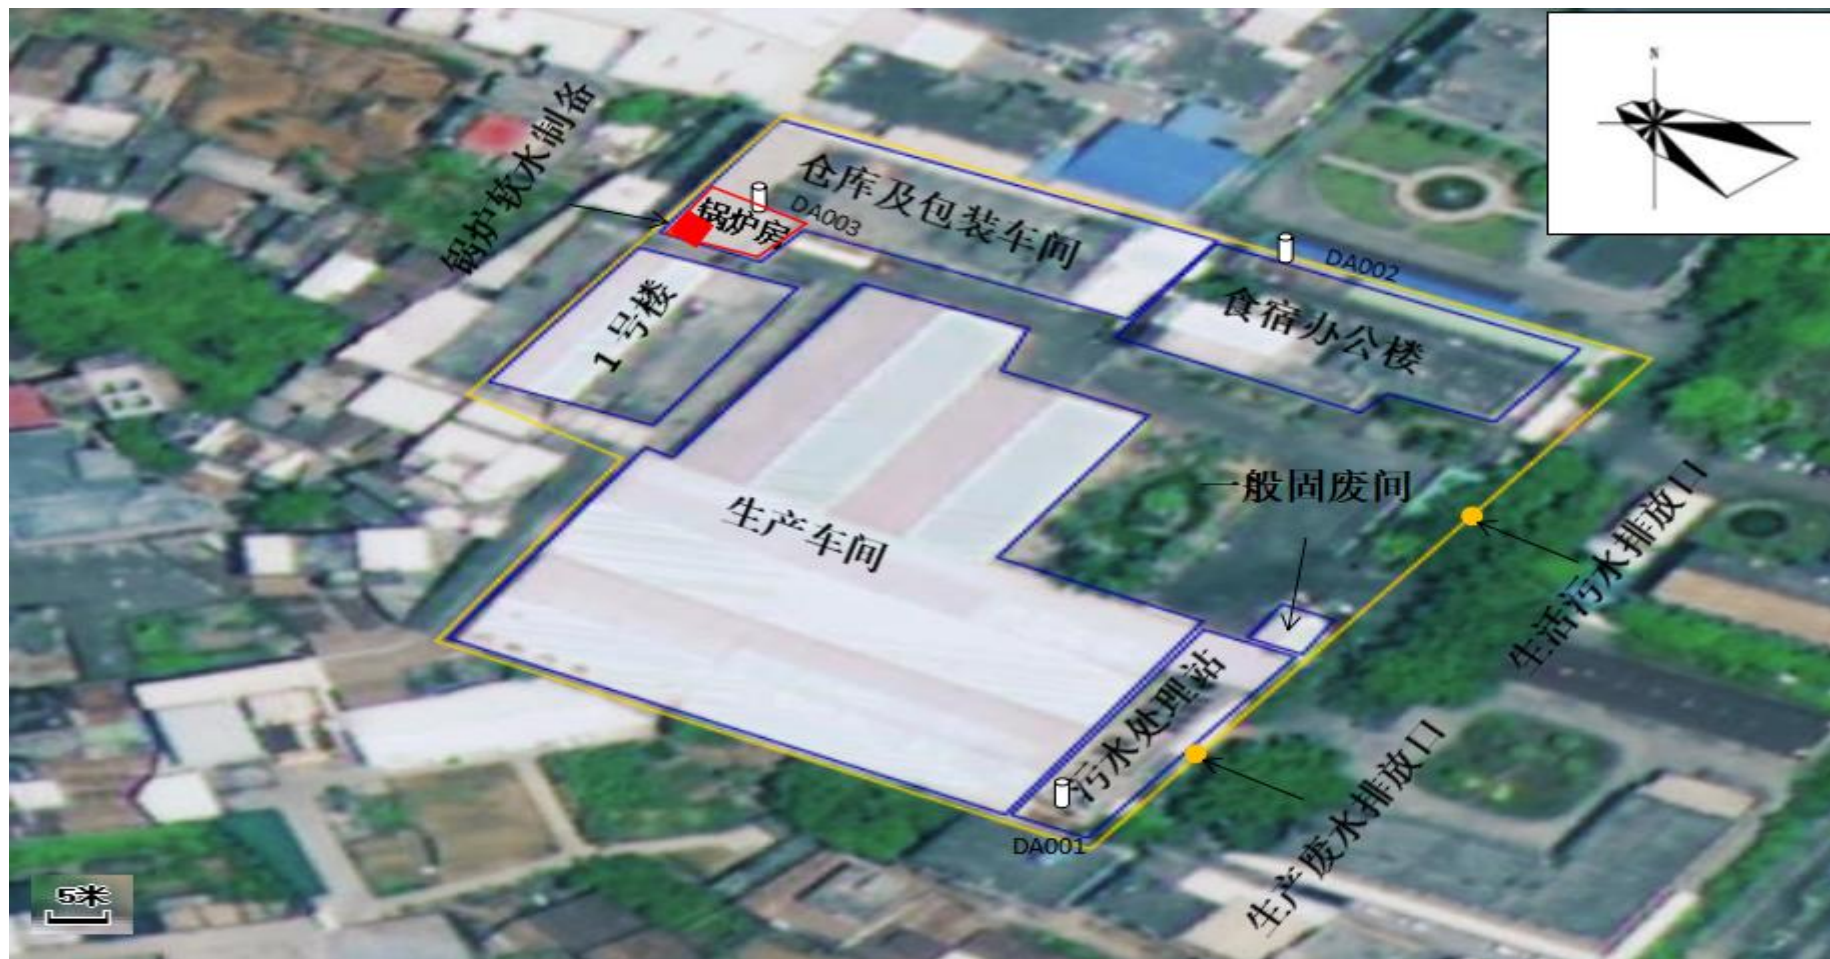 N
锅炉软水制备
锅炉房
DA003
仓库及包装车间
DA002
食宿办公楼
1号楼
生产车间
一般固废间
生活污水排放口
污水处理站
DA001
生产废水排放口
5米